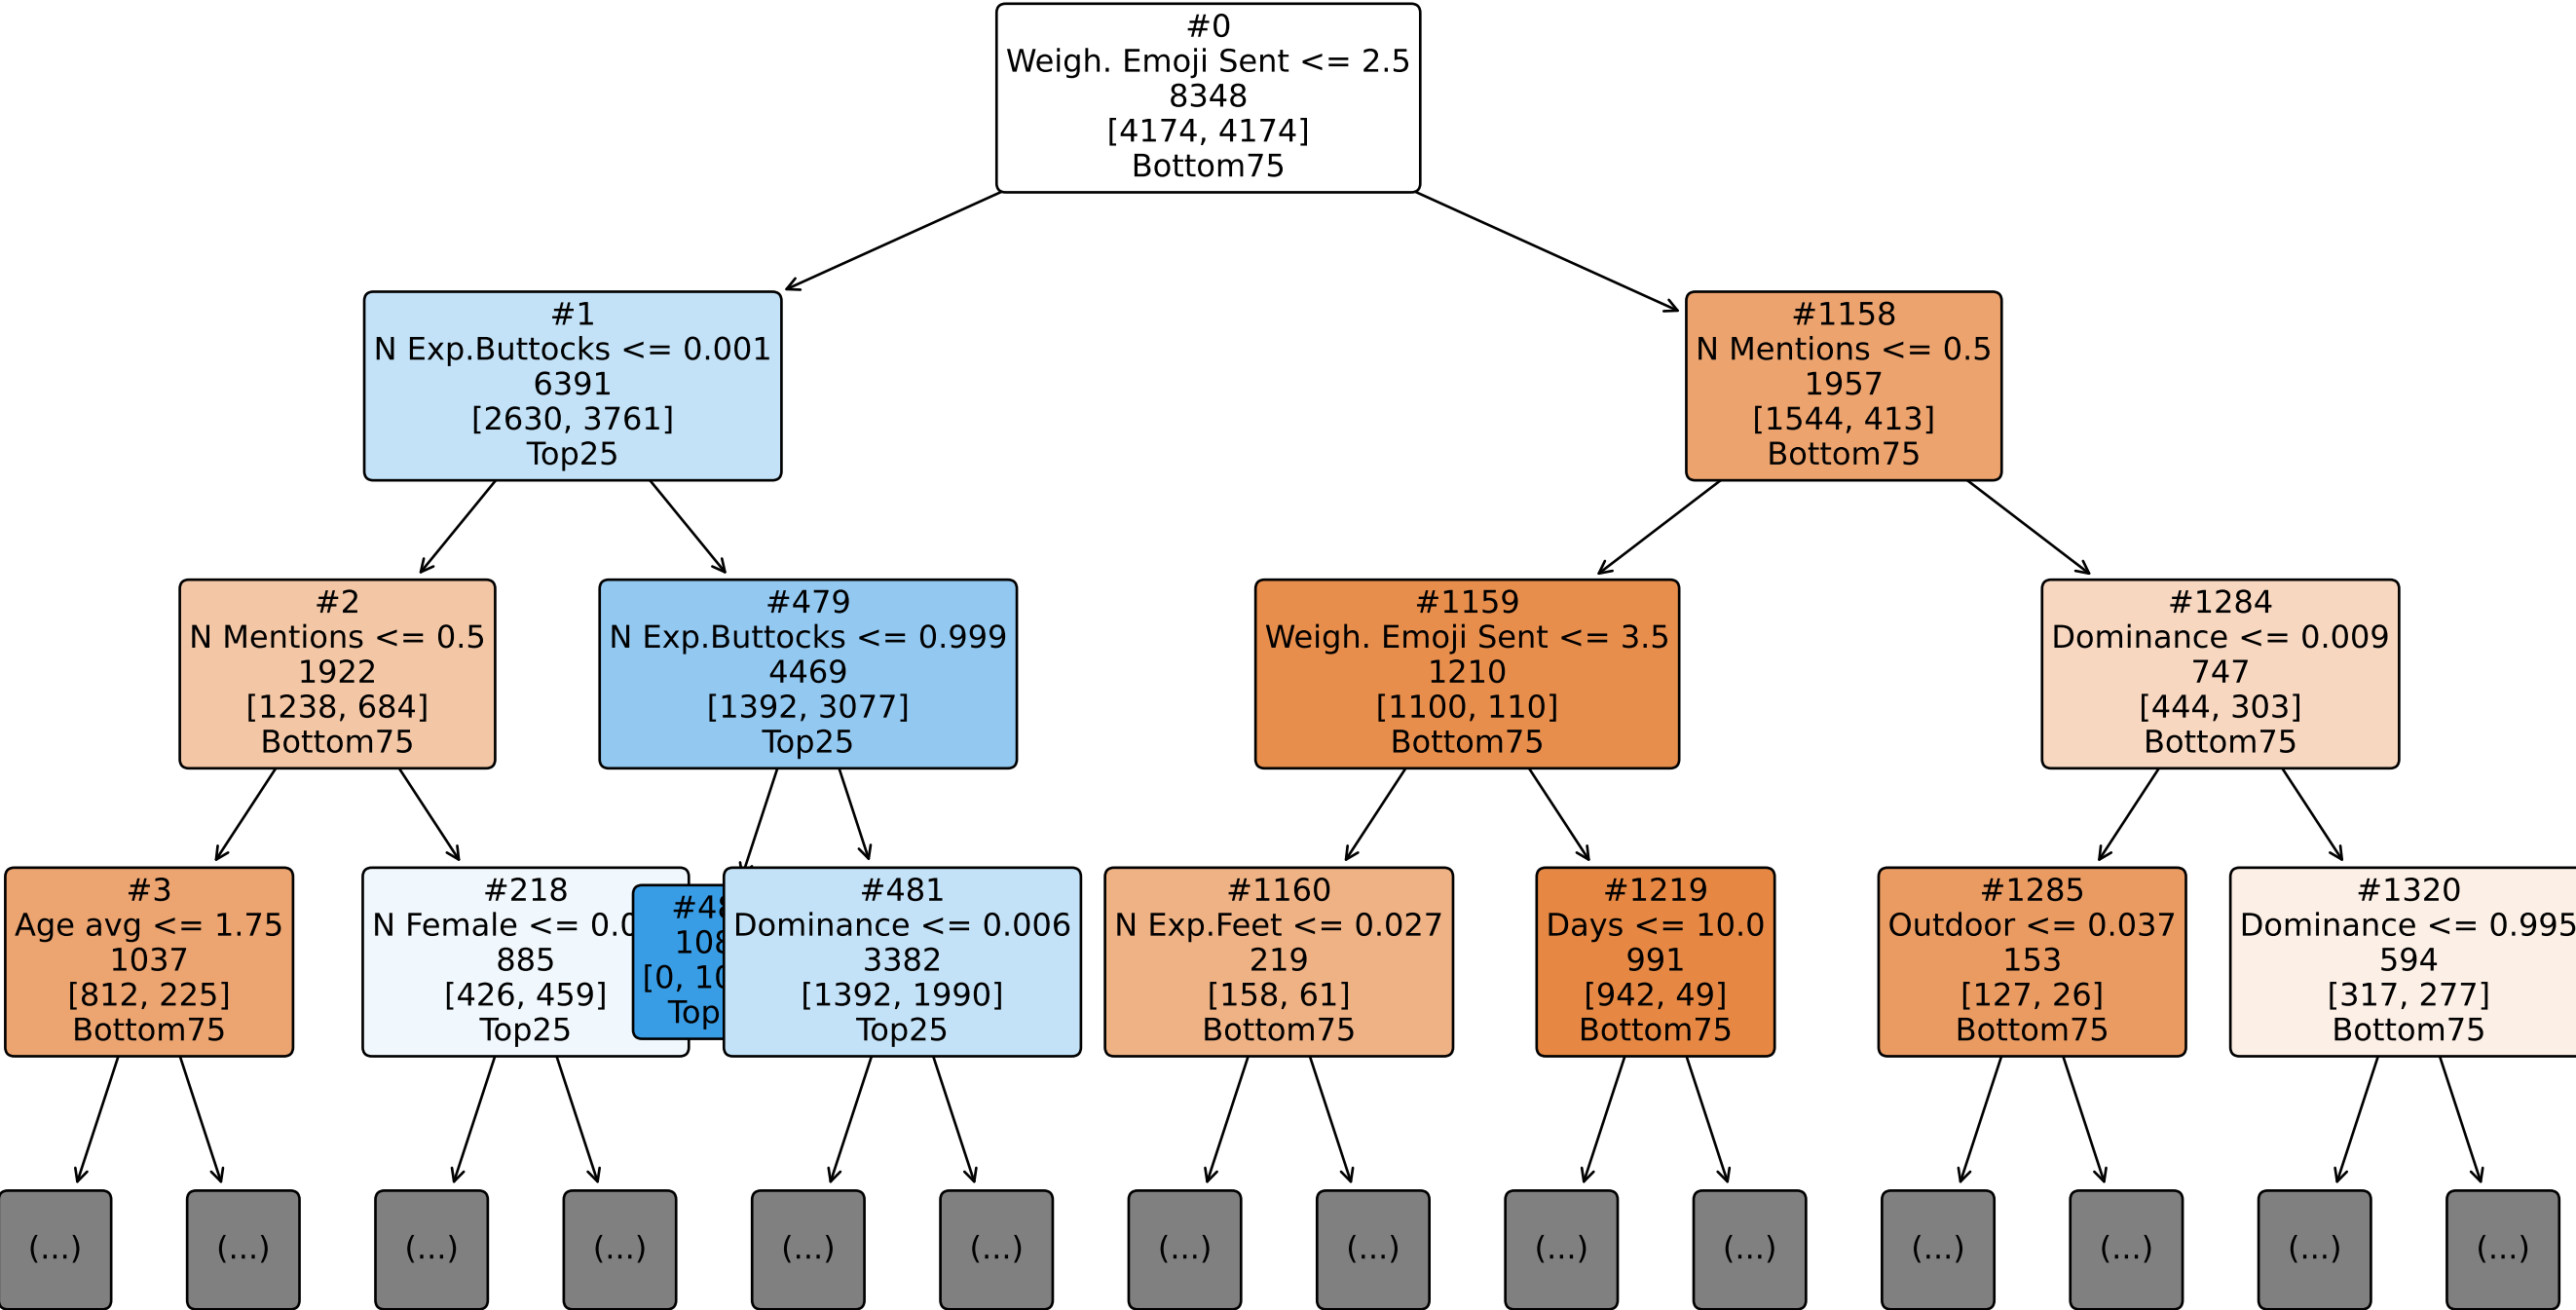 #0
Weigh. Emoji Sent <= 2.5
8348
[4174, 4174]
Bottom75
#1
N Exp.Buttocks <= 0.001
6391
[2630, 3761]
Top25
#1158
N Mentions <= 0.5
1957
[1544, 413]
Bottom75
#2
N Mentions <= 0.5
1922
[1238, 684]
Bottom75
#479
N Exp.Buttocks <= 0.999
4469
[1392, 3077]
Top25
#1159
Weigh. Emoji Sent <= 3.5
1210
[1100, 110]
Bottom75
#1284
Dominance <= 0.009
747
[444, 303]
Bottom75
#3
Age avg <= 1.75
1037
[812, 225]
Bottom75
#218
N Female <=
885
[426, 459]
Top25
[0,
#481
Dominance <= 0.006
3382
[1392, 1990]
Top25
#1160
N Exp.Feet <= 0.027
219
[158, 61]
Bottom75
#1219
Days <= 10.0
991
[942, 49]
Bottom75
#1285
Outdoor <= 0.037
153
[127, 26]
Bottom75
#1320
Dominance <= 0.995
594
[317, 277]
Bottom75
(...)
(...)
(...)
(...)
(...)
(...)
(...)
(...)
(...)
(...)
(...)
(...)
(...)
(...)